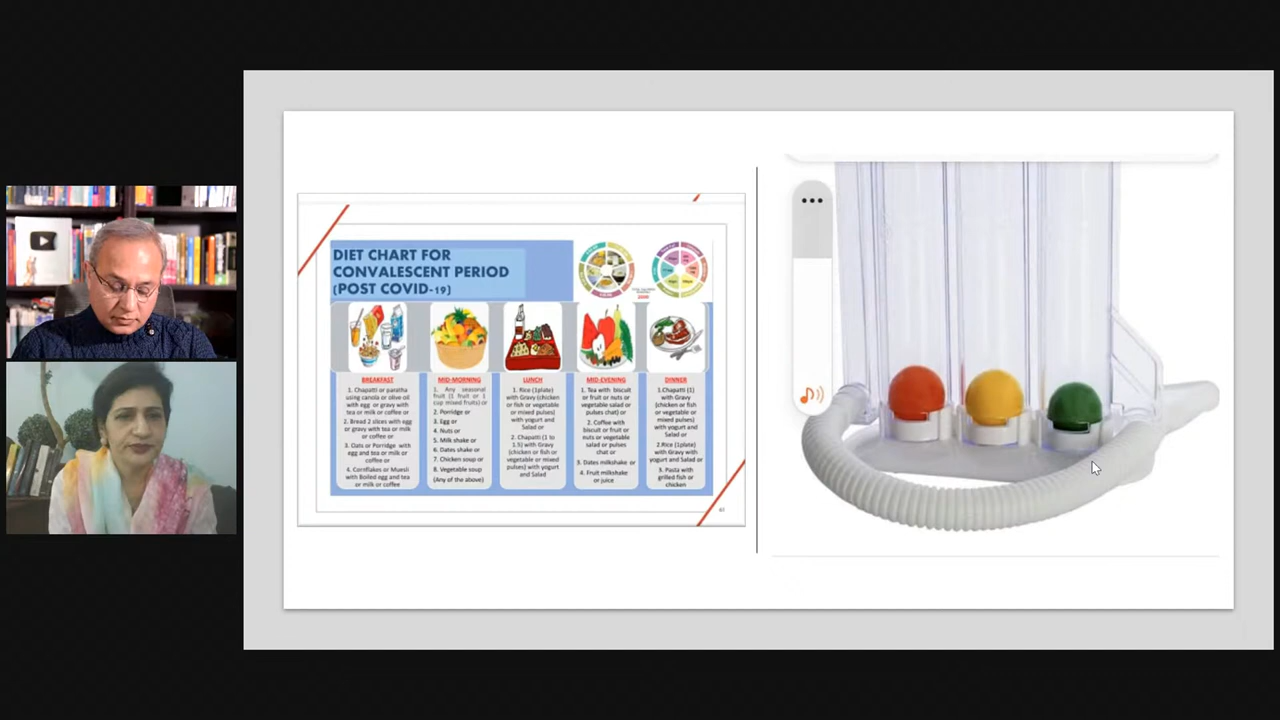 DIET CHART FOR
CONVALESCENT PERIOD
(POST COVID-19)
2000
BREAKFAST
1. Chapatti or paratha
using canola or olive oil
with egg or gravy with
tea or milk or coffee or
2. Bread 2 slices with egg
or gravy with tea or milk
or coffee or
3. Oats or Porridge with
egg and tea or milk or
coffee or
4. Cornflakes or Muesli
with Boiled egg and tea
or milk or coffee
MID-MORNING
1. Any seasonal
fruit (1 fruit or 1
cup mixed fruits) or
2. Porridge or
3. Egg or
4. Nuts or
5. Milk shake or
6. Dates shake or
7. Chicken soup or
8. Vegetable soup
(Any of the above)
LUNCH
1. Rice (1plate)
with Gravy (chicken
or fish or vegetable
or mixed pulses)
with yogurt and
Salad or
2. Chapatti (1 to
1.5) with Gravy
(chicken or fish or
vegetable or mixed
pulses) with yogurt
and Salad
MID-EVENING
1. Tea with biscuit
or fruit or nuts or
vegetable salad or
pulses chat) or
2. Coffee with
biscuit or fruit or
nuts or vegetable
salad or pulses
chat or
3. Dates milkshake or
4. Fruit milkshake
or juice
DINNER
1.Chapatti (1)
with Gravy
(chicken or fish
or vegetable or
mixed pulses)
with yogurt and
Salad or
2.Rice (1plate)
with Gravy with
yogurt and Salad or
3. Pasta with
grilled fish or
chicken